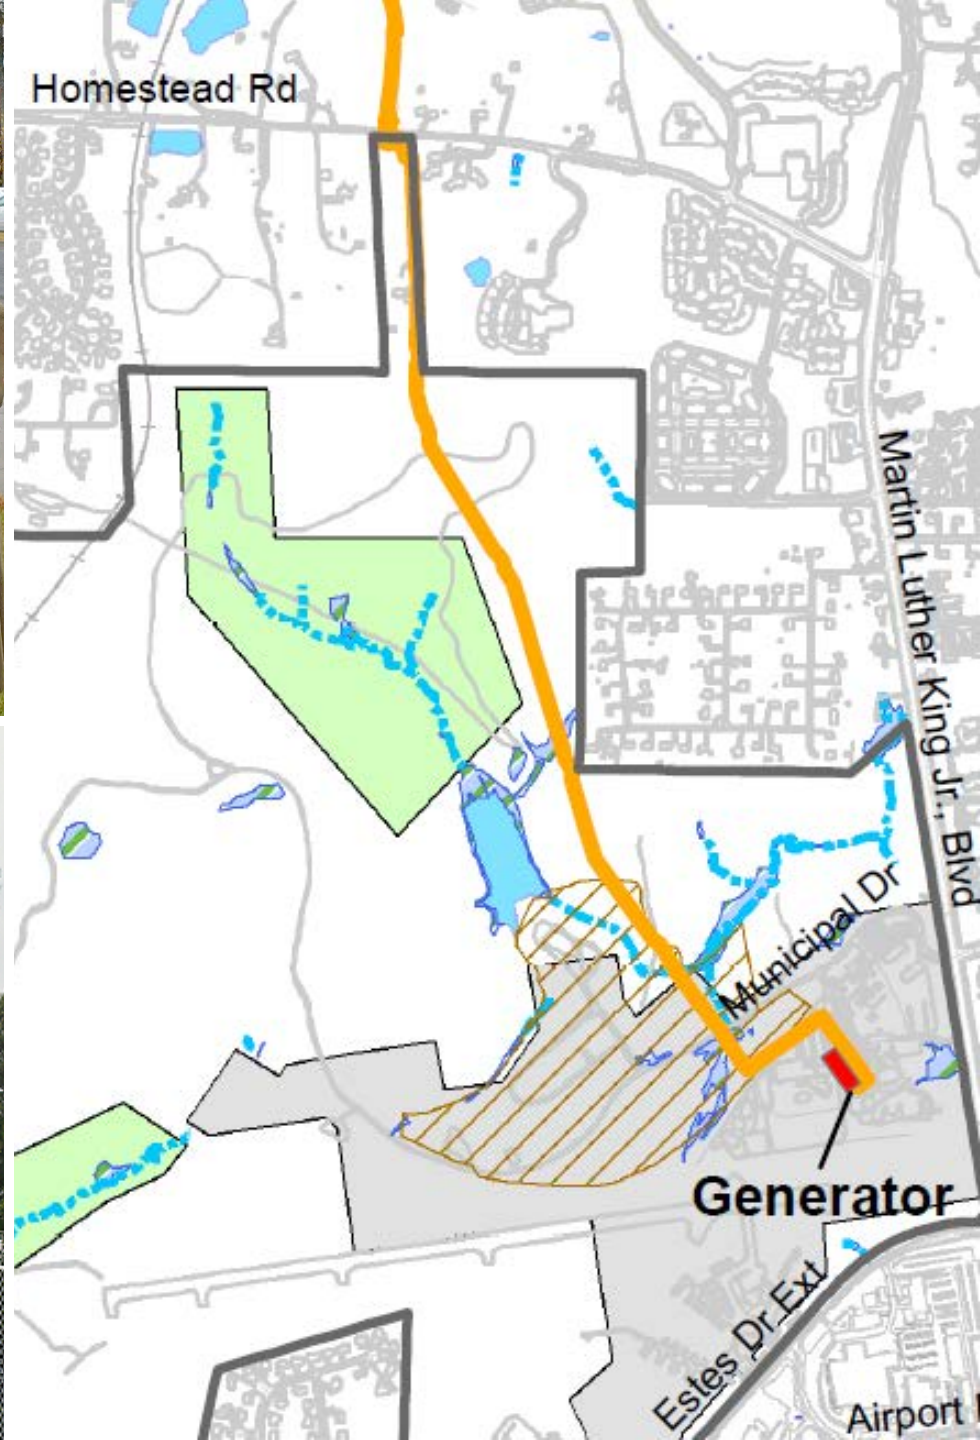 Homestead Rd
Martin Luther King Jr., Blvd
Municipal Dr
Generator
Estes Dr Ext
Airport